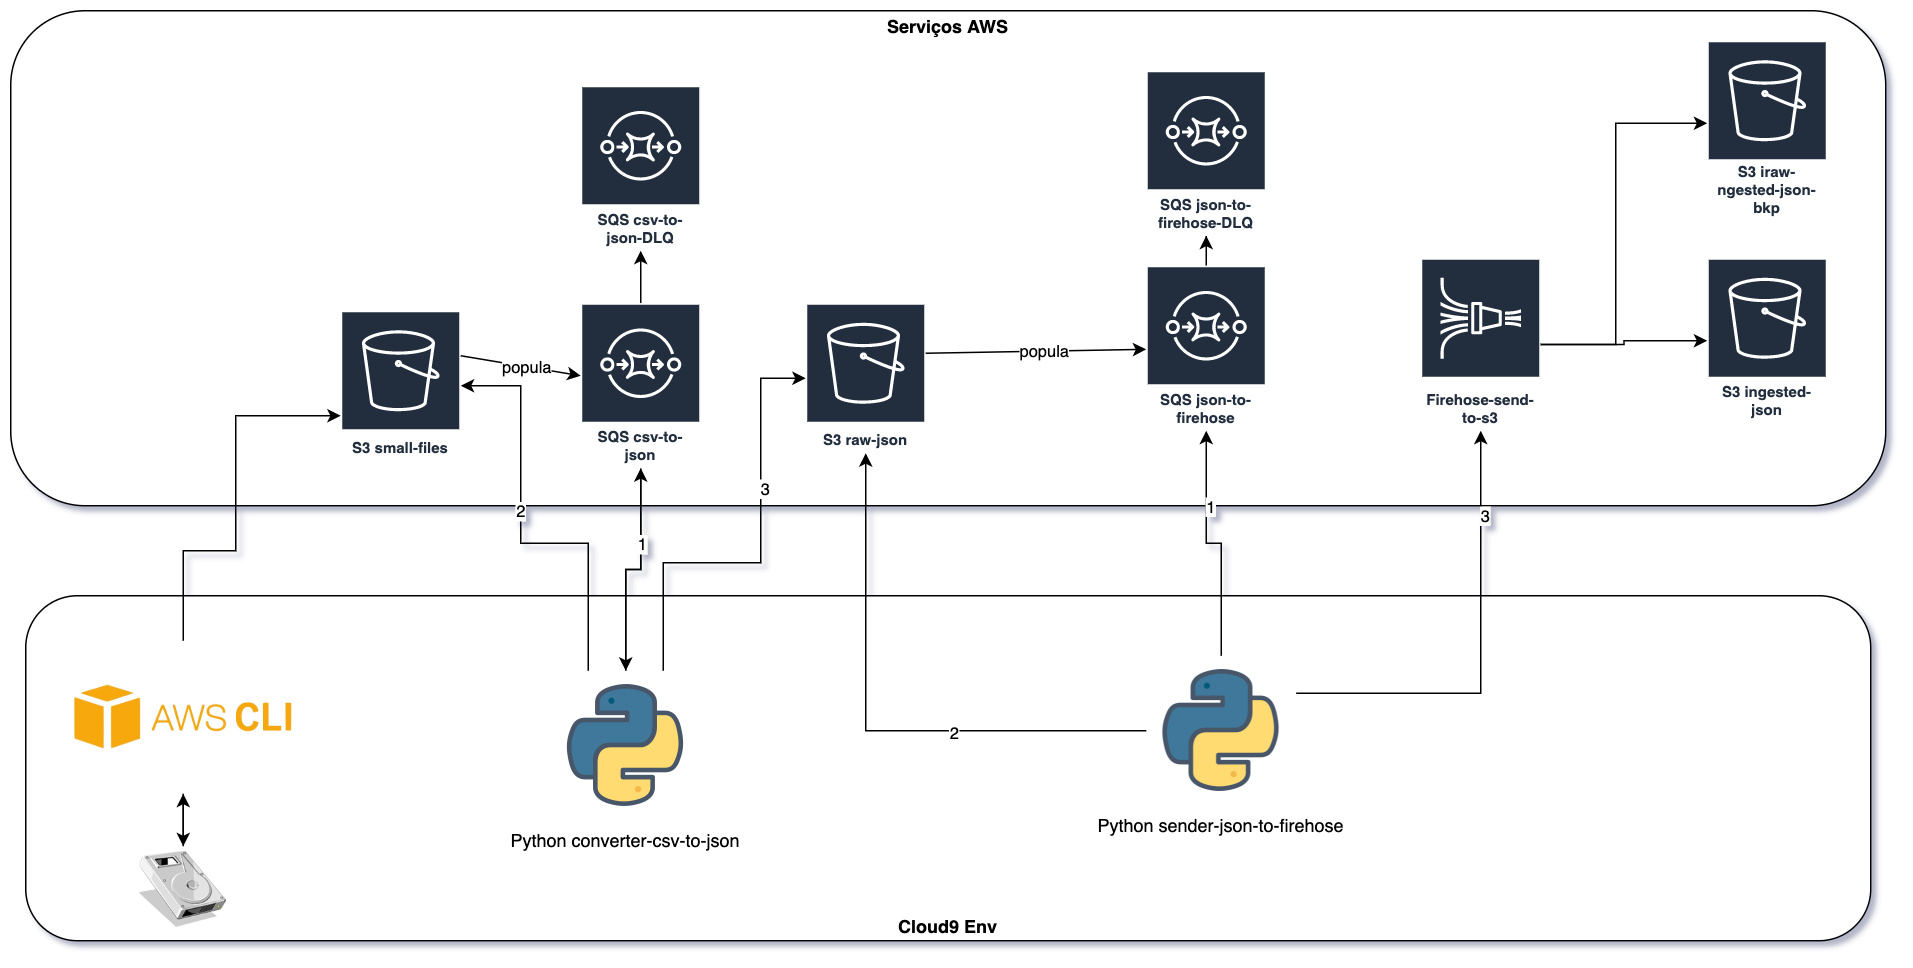 Serviços AWS
S3 iraw-
ngested-json-
bkp
SQS csv-to-
json-DLQ
SQS json-to-
firehose-DLQ
popula
popula
S3 small-files
SQS csv-to-
json
S3 raw-json
SQS json-to-
firehose
Firehose-send-
to-s3
S3 ingested-
json
2
1
3
1
3
AWS CLI
2
Python converter-csv-to-json
Python sender-json-to-firehose
Cloud9 Env